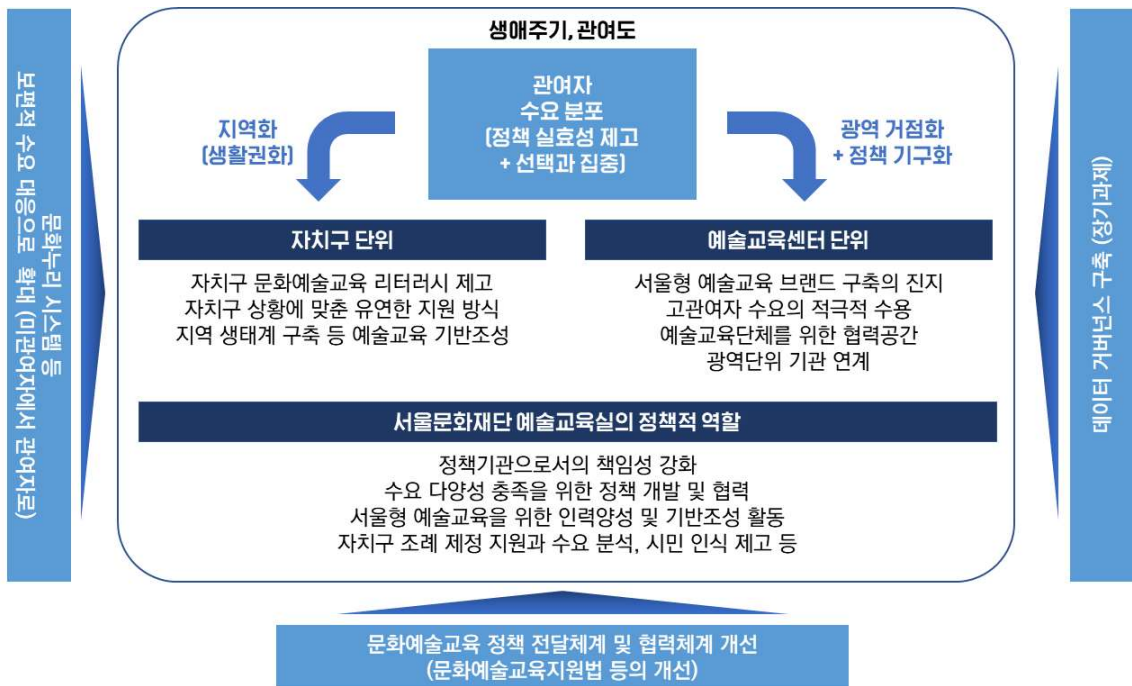 생애주기, 관여도
관여자
수요 분포
(정책 실효성 제고
+ 선택과 집중)
지역화
(생활권화)
광역 거점화
+ 정책 기구화
문화누리 시스템 등
보편적 수요 대응으로 확대 (미관여자에서 관여자로)
자치구 단위
자치구 문화예술교육 리터러시 제고
자치구 상황에 맞춘 유연한 지원 방식
지역 생태계 구축 등 예술교육 기반조성
예술교육센터 단위
서울형 예술교육 브랜드 구축의 진지
고관여자 수요의 적극적 수용
예술교육단체를 위한 협력공간
광역단위 기관 연계
데이터 거버넌스 구축 (장기과제)
서울문화재단 예술교육실의 정책적 역할
정책기관으로서의 책임성 강화
수요 다양성 충족을 위한 정책 개발 및 협력
서울형 예술교육을 위한 인력양성 및 기반조성 활동
자치구 조례 제정 지원과 수요 분석, 시민 인식 제고 등
문화예술교육 정책 전달체계 및 협력체계 개선
(문화예술교육지원법 등의 개선)